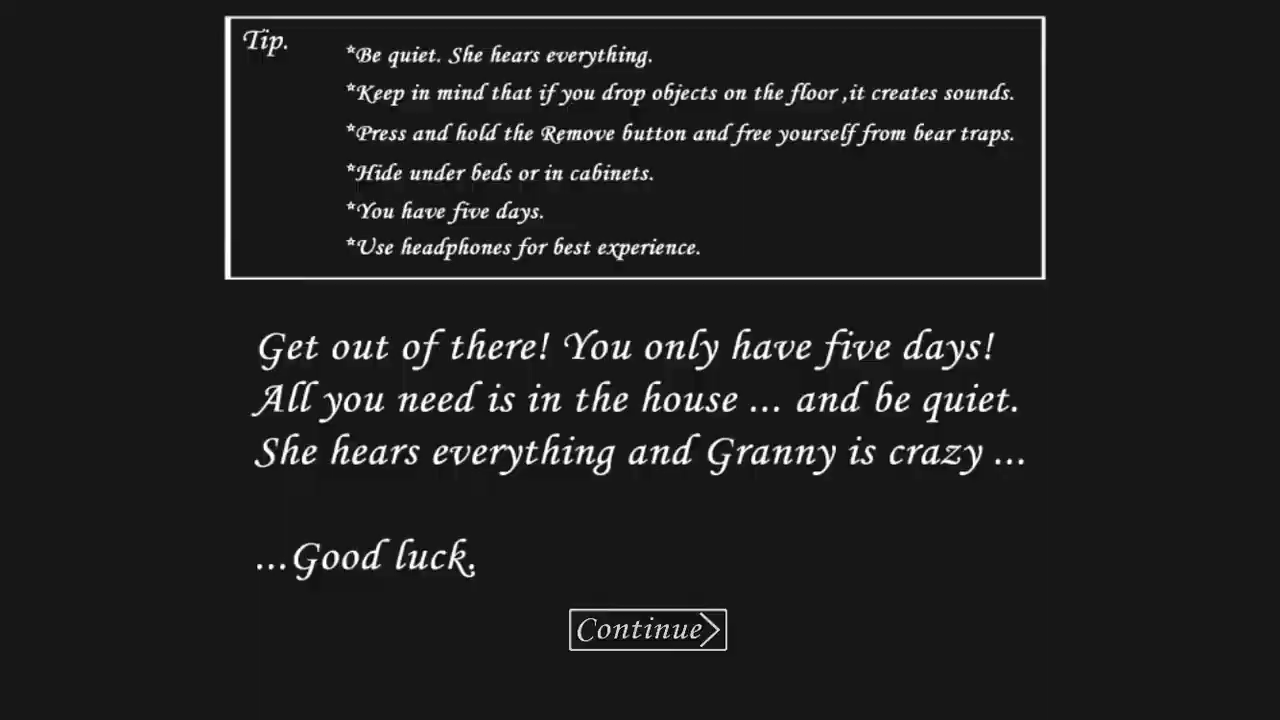 Tip.
*Be quiet. She hears everything.
*Keep in mind that if you drop objects on the floor ,it creates sounds.
*Press and hold the Remove button and free yourself from bear traps.
*Hide under beds or in cabinets.
*You have five days.
*Use headphones for best experience.
Get out of there! You only have five days!
All you need is in the house ... and be quiet.
She hears everything and Granny is crazy ...
...Good luck.
Continue